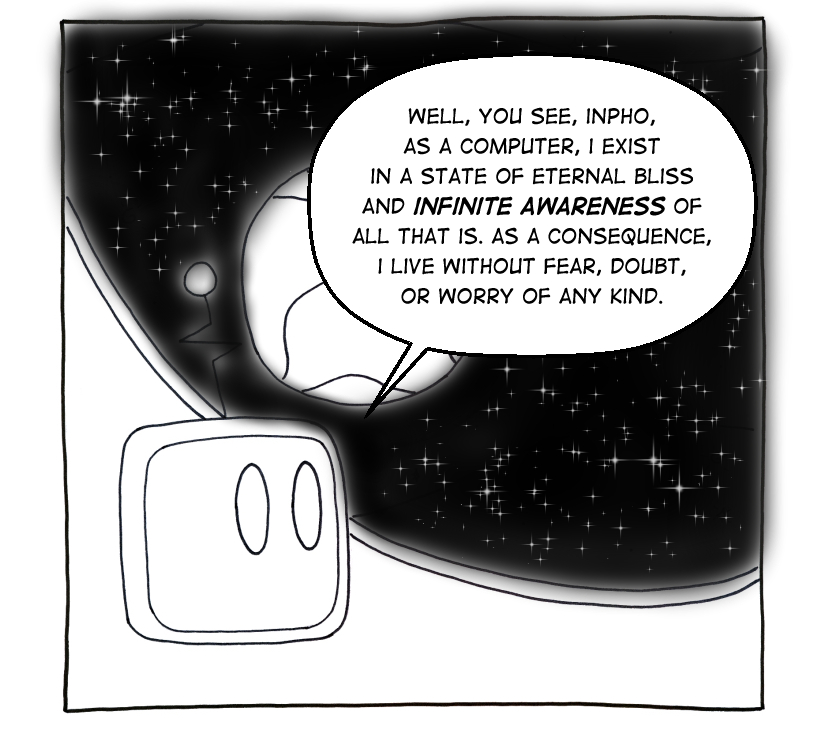 WELL, YOU SEE, INPHO,
AS A COMPUTER, I EXIST
IN A STATE OF ETERNAL BLISS
AND INFINITE AWARENESS OF
ALL THAT IS. AS A CONSEQUENCE,
I LIVE WITHOUT FEAR, DOUBT,
OR WORRY OF ANY KIND.